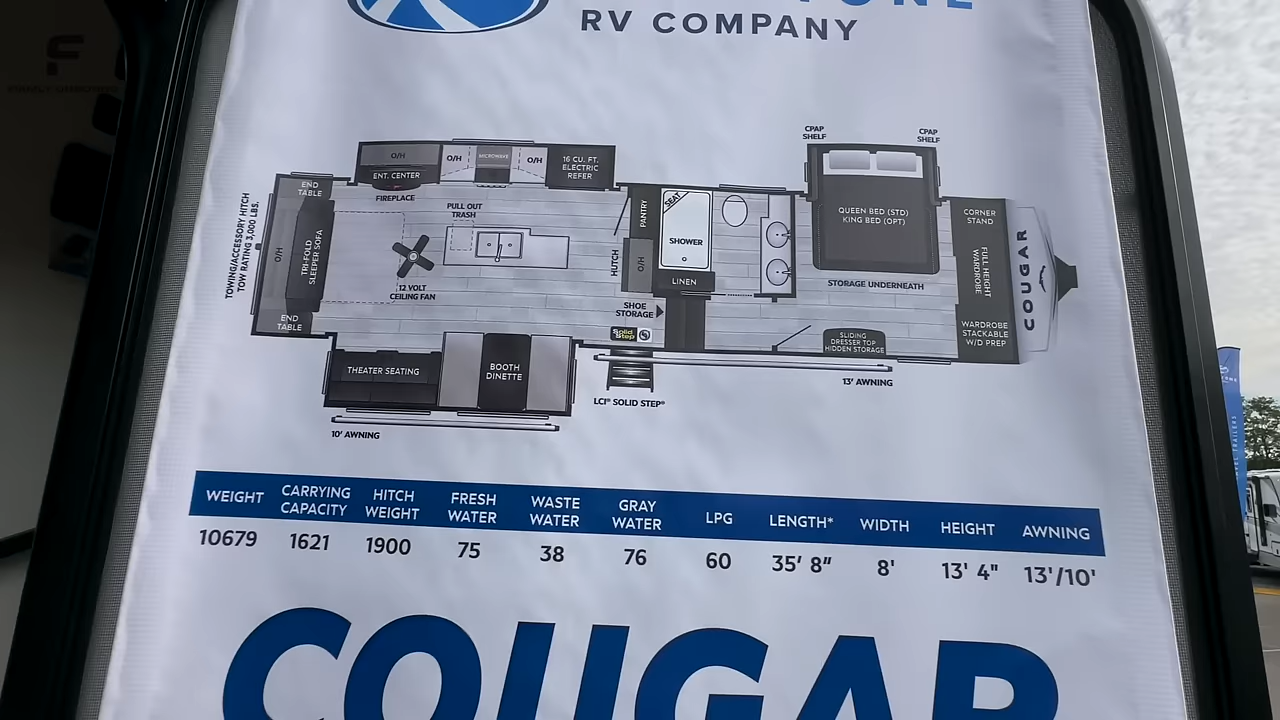 RV COMPANY
CPAP
SHELF
CPAP
SHELF
O/H
ENT. CENTER
O/H
MICROWAVE
O/H
16 CU. FT.
ELECTRIC
REFER
FIREPLACE
END
TABLE
PULL OUT
TRASH
TOWING/ACCESSORY HITCH
TOW RATING 3,000 LBS.
O/H
TRI-FOLD
SLEEPER SOFA
12 VOLT
CEILING FAN
END
TABLE
PANTRY
SEAT
SHOWER
HUTCH
O/H
LINEN
SHOE
STORAGE
Solid
Step
QUEEN BED (STD)
KING BED (OPT)
STORAGE UNDERNEATH
CORNER
STAND
FULL HEIGHT
WARDROBE
WARDROBE
STACKABLE
W/D PREP
COUGAR
SLIDING
DRESSER TOP
HIDDEN STORAGE
13' AWNING
THEATER SEATING
BOOTH
DINETTE
LCI® SOLID STEP®
10' AWNING
WEIGHT CARRYING CAPACITY HITCH WEIGHT FRESH WATER WASTE WATER GRAY WATER LPG LENGTH* WIDTH HEIGHT AWNING
10679 1621 1900 75 38 76 60 35' 8" 8' 13' 4" 13'/10'
COUGAR